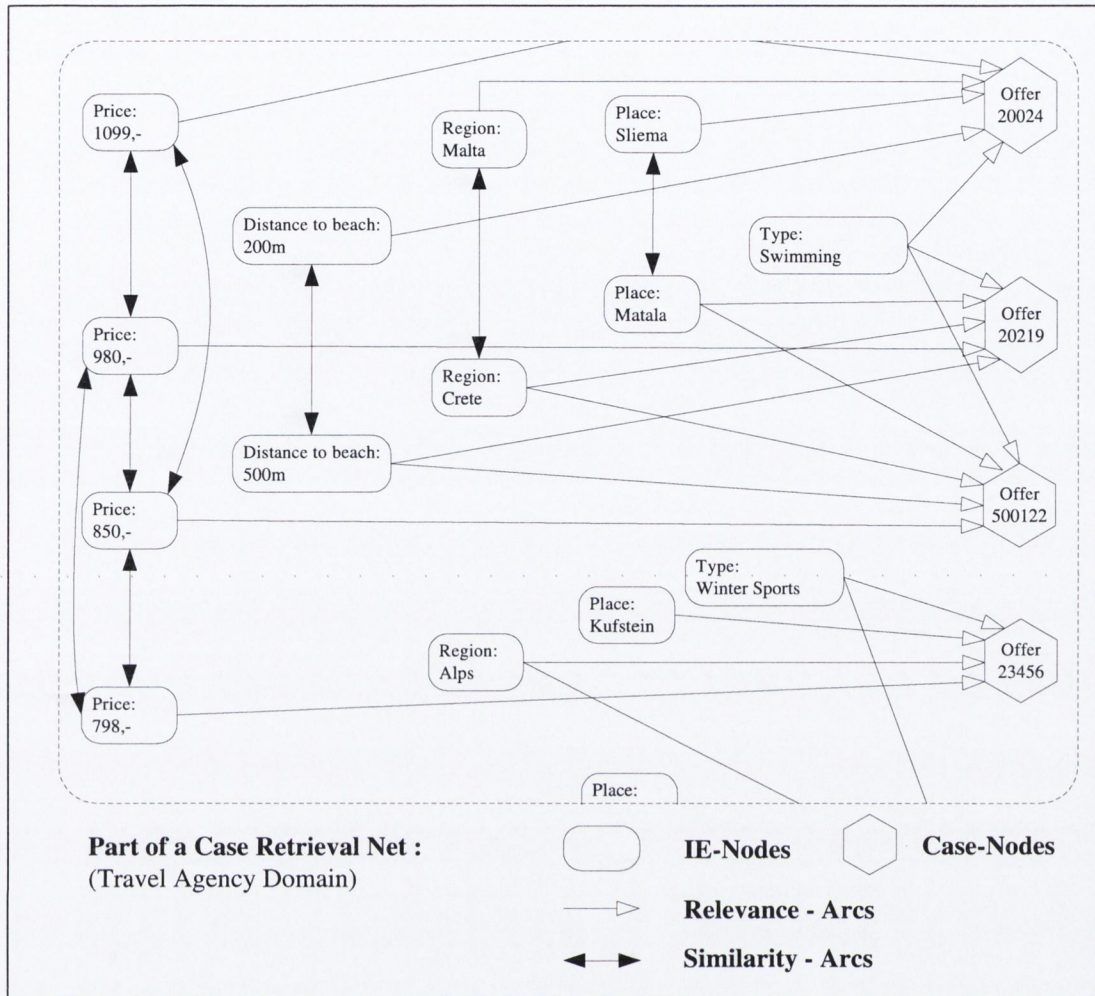 Price:
1099,-
Region:
Malta
Place:
Sliema
Offer
20024
Distance to beach:
200m
Type:
Swimming
Price:
980,-
Place:
Matala
Offer
20219
Region:
Crete
Distance to beach:
500m
Price:
850,-
Offer
500122
Type:
Winter Sports
Place:
Kufstein
Region:
Alps
Offer
23456
Price:
798,-
Place:
Part of a Case Retrieval Net :
(Travel Agency Domain)
IE-Nodes
Case-Nodes
Relevance - Arcs
Similarity - Arcs